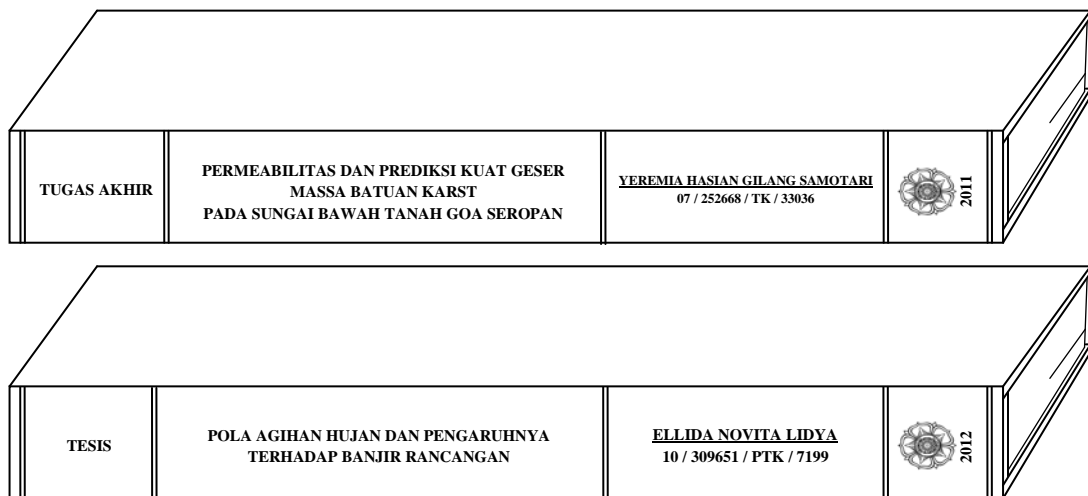 TUGAS AKHIR
PERMEABILITAS DAN PREDIKSI KUAT GESER
MASSA BATUAN KARST
PADA SUNGAI BAWAH TANAH GOA SEROPAN
YEREMIA HASIAN GILANG SAMOTARI
07 / 252668 / TK / 33036
2011
TESIS
POLA AGIHAN HUJAN DAN PENGARUHNYA
TERHADAP BANJIR RANCANGAN
ELLIDA NOVITA LIDYA
10 / 309651 / PTK / 7199
2012